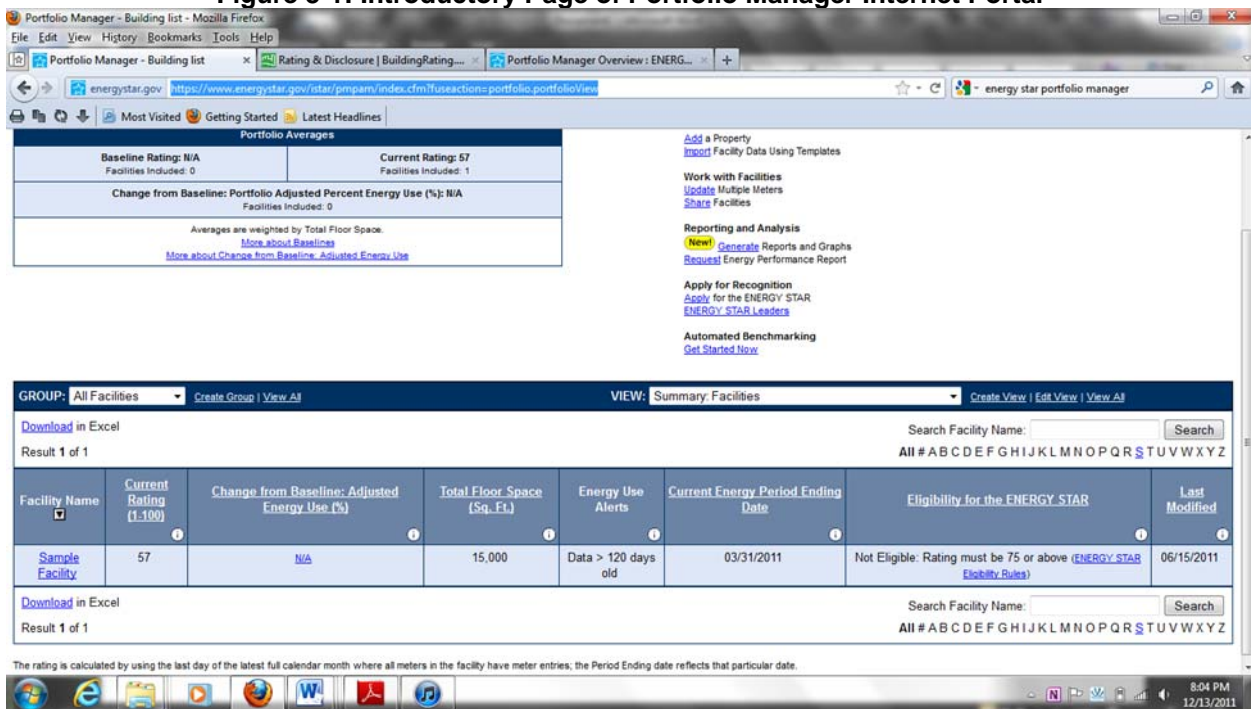 Figure 3-1. Introductory Page of Portfolio Manager Internet Portal
Portfolio Manager - Building list - Mozilla Firefox
File Edit View History Bookmarks Tools Help
Portfolio Manager - Building list × Rating & Disclosure | BuildingRating.... × Portfolio Manager Overview : ENERG... × +
energystar.gov https://www.energystar.gov/istar/pmpam/index.cfm?fuseaction=portfolio.portfolioView energy star portfolio manager
Most Visited Getting Started Latest Headlines
Portfolio Averages
Baseline Rating: N/A
Facilities Included: 0
Current Rating: 57
Facilities Included: 1
Change from Baseline: Portfolio Adjusted Percent Energy Use (%): N/A
Facilities Included: 0
Averages are weighted by Total Floor Space.
More about Baselines
More about Change from Baseline: Adjusted Energy Use
Add a Property
Import Facility Data Using Templates
Work with Facilities
Update Multiple Meters
Share Facilities
Reporting and Analysis
New! Generate Reports and Graphs
Request Energy Performance Report
Apply for Recognition
Apply for the ENERGY STAR
ENERGY STAR Leaders
Automated Benchmarking
Get Started Now
GROUP: All Facilities Create Group | View All VIEW: Summary: Facilities Create View | Edit View | View All
Download in Excel Search Facility Name: Search
Result 1 of 1 All # A B C D E F G H I J K L M N O P Q R S T U V W X Y Z
Facility Name
Current Rating (1-100)
Change from Baseline: Adjusted Energy Use (%)
Total Floor Space (Sq. Ft.)
Energy Use Alerts
Current Energy Period Ending Date
Eligibility for the ENERGY STAR
Last Modified
Sample Facility
57
N/A
15,000
Data > 120 days old
03/31/2011
Not Eligible: Rating must be 75 or above (ENERGY STAR Eligibility Rules)
06/15/2011
Download in Excel Search Facility Name: Search
Result 1 of 1 All # A B C D E F G H I J K L M N O P Q R S T U V W X Y Z
The rating is calculated by using the last day of the latest full calendar month where all meters in the facility have meter entries; the Period Ending date reflects that particular date.
8:04 PM
12/13/2011